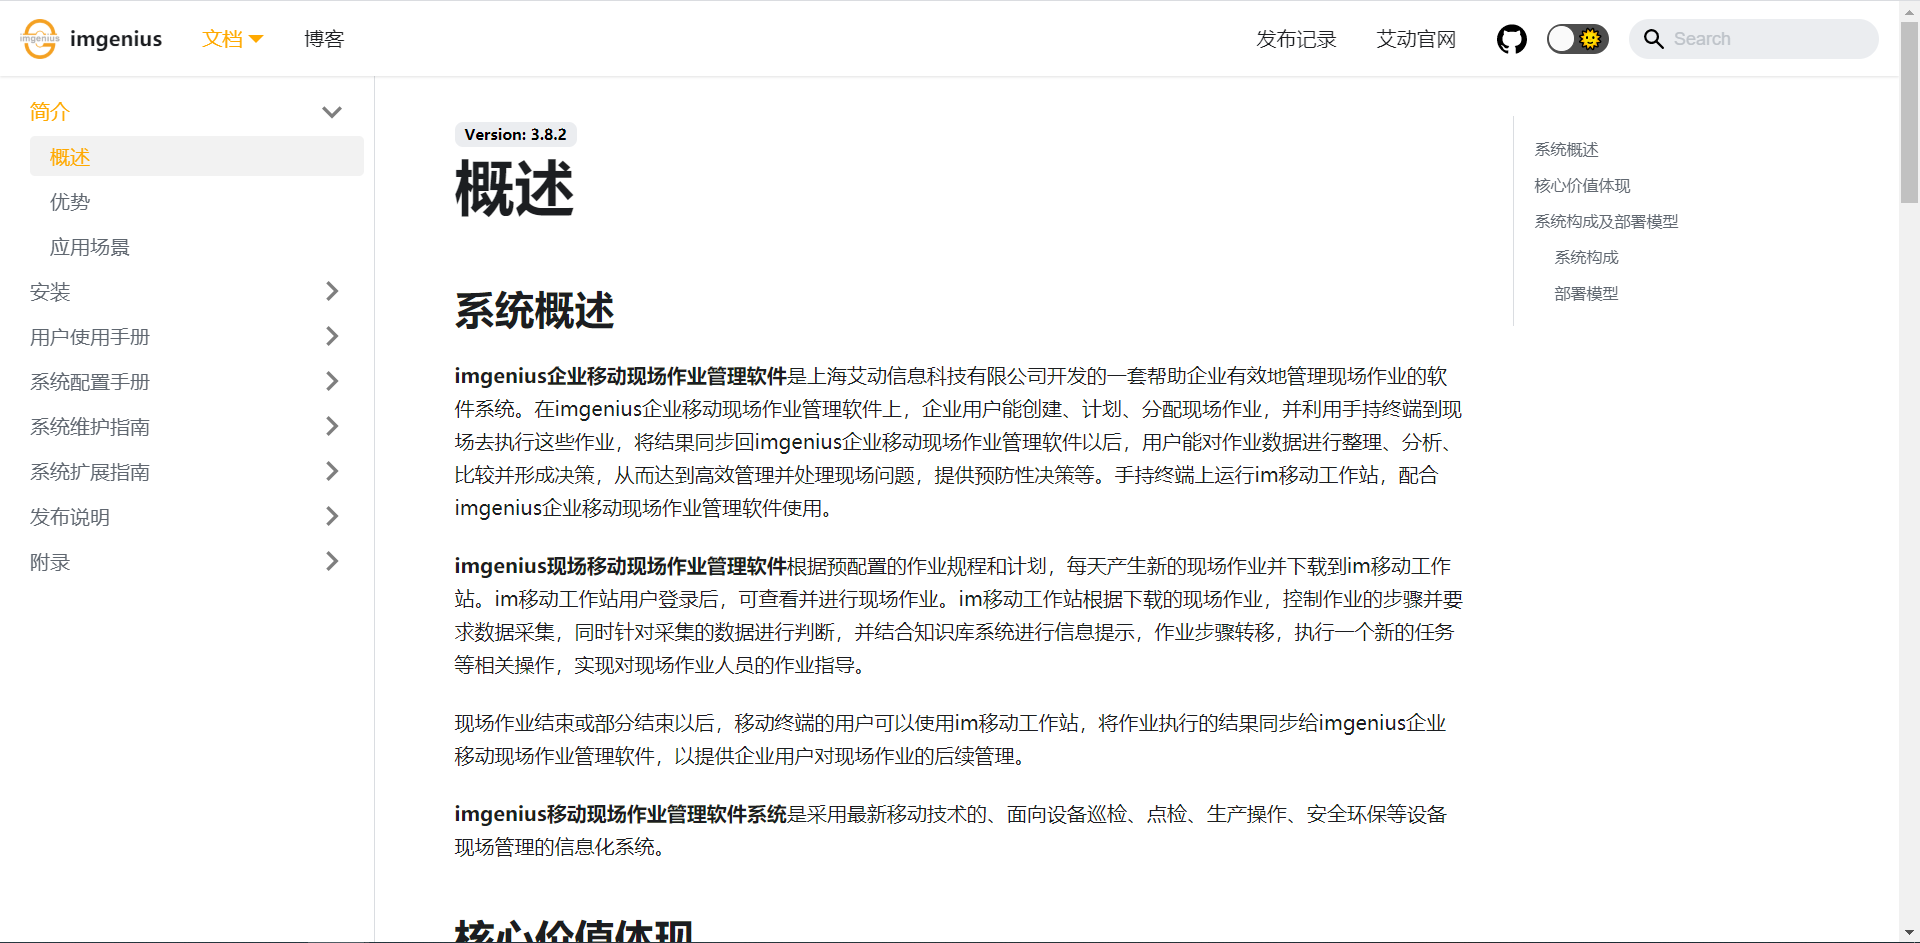 imgenius
imgenius
文档
博客
发布记录
艾动官网
Search
简介
概述
优势
应用场景
安装
用户使用手册
系统配置手册
系统维护指南
系统扩展指南
发布说明
附录
Version: 3.8.2
概述
系统概述
imgenius企业移动现场作业管理软件是上海艾动信息科技有限公司开发的一套帮助企业有效地管理现场作业的软
件系统。在imgenius企业移动现场作业管理软件上，企业用户能创建、计划、分配现场作业，并利用手持终端到现
场去执行这些作业，将结果同步回imgenius企业移动现场作业管理软件以后，用户能对作业数据进行整理、分析、
比较并形成决策，从而达到高效管理并处理现场问题，提供预防性决策等。手持终端上运行im移动工作站，配合
imgenius企业移动现场作业管理软件使用。
imgenius现场移动现场作业管理软件根据预配置的作业规程和计划，每天产生新的现场作业并下载到im移动工作
站。im移动工作站用户登录后，可查看并进行现场作业。im移动工作站根据下载的现场作业，控制作业的步骤并要
求数据采集，同时针对采集的数据进行判断，并结合知识库系统进行信息提示，作业步骤转移，执行一个新的任务
等相关操作，实现对现场作业人员的作业指导。
现场作业结束或部分结束以后，移动终端的用户可以使用im移动工作站，将作业执行的结果同步给imgenius企业
移动现场作业管理软件，以提供企业用户对现场作业的后续管理。
imgenius移动现场作业管理软件系统是采用最新移动技术的、面向设备巡检、点检、生产操作、安全环保等设备
现场管理的信息化系统。
核心价值体现
系统概述
核心价值体现
系统构成及部署模型
系统构成
部署模型